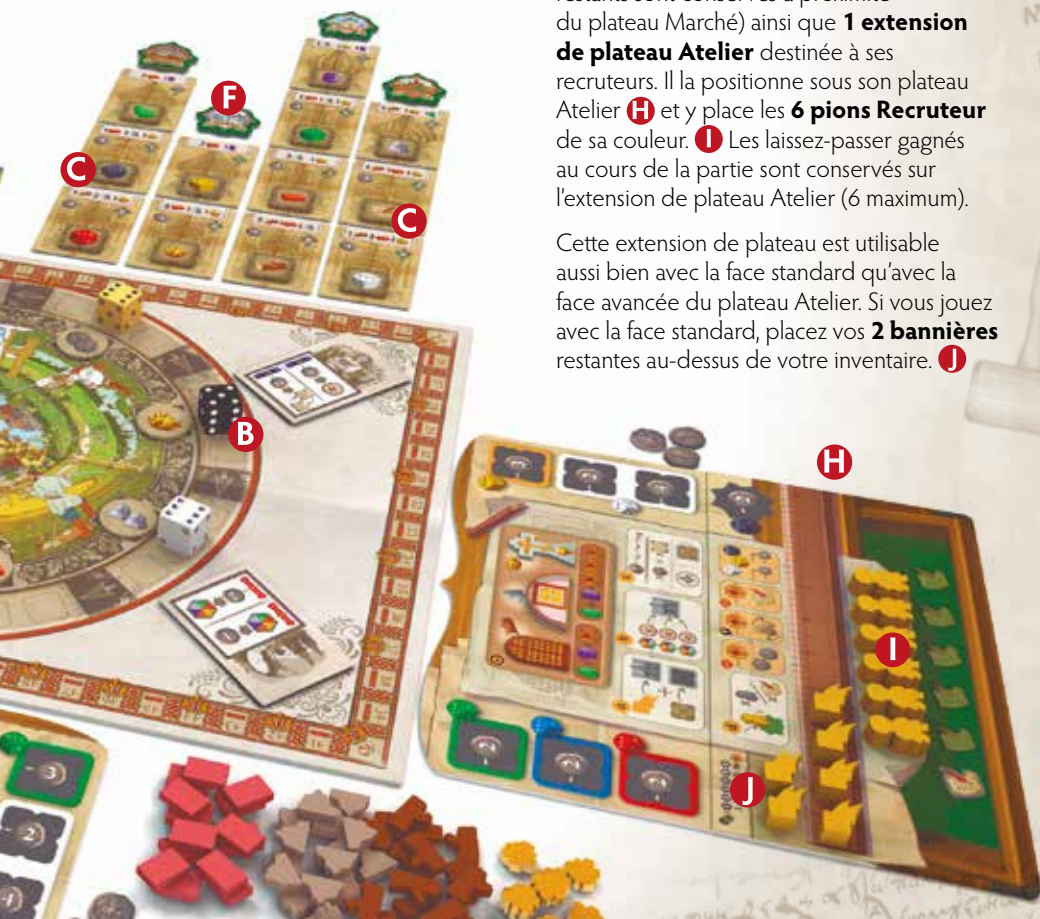 du plateau Marché) ainsi que 1 extension
de plateau Atelier destinée à ses
recruteurs. Il la positionne sous son plateau
Atelier H et y place les 6 pions Recruteur
de sa couleur. I Les laissez-passer gagnés
au cours de la partie sont conservés sur
l'extension de plateau Atelier (6 maximum).
Cette extension de plateau est utilisable
aussi bien avec la face standard qu'avec la
face avancée du plateau Atelier. Si vous jouez
avec la face standard, placez vos 2 bannières
restantes au-dessus de votre inventaire. J
F
C
C
B
H
I
J
3
2
4